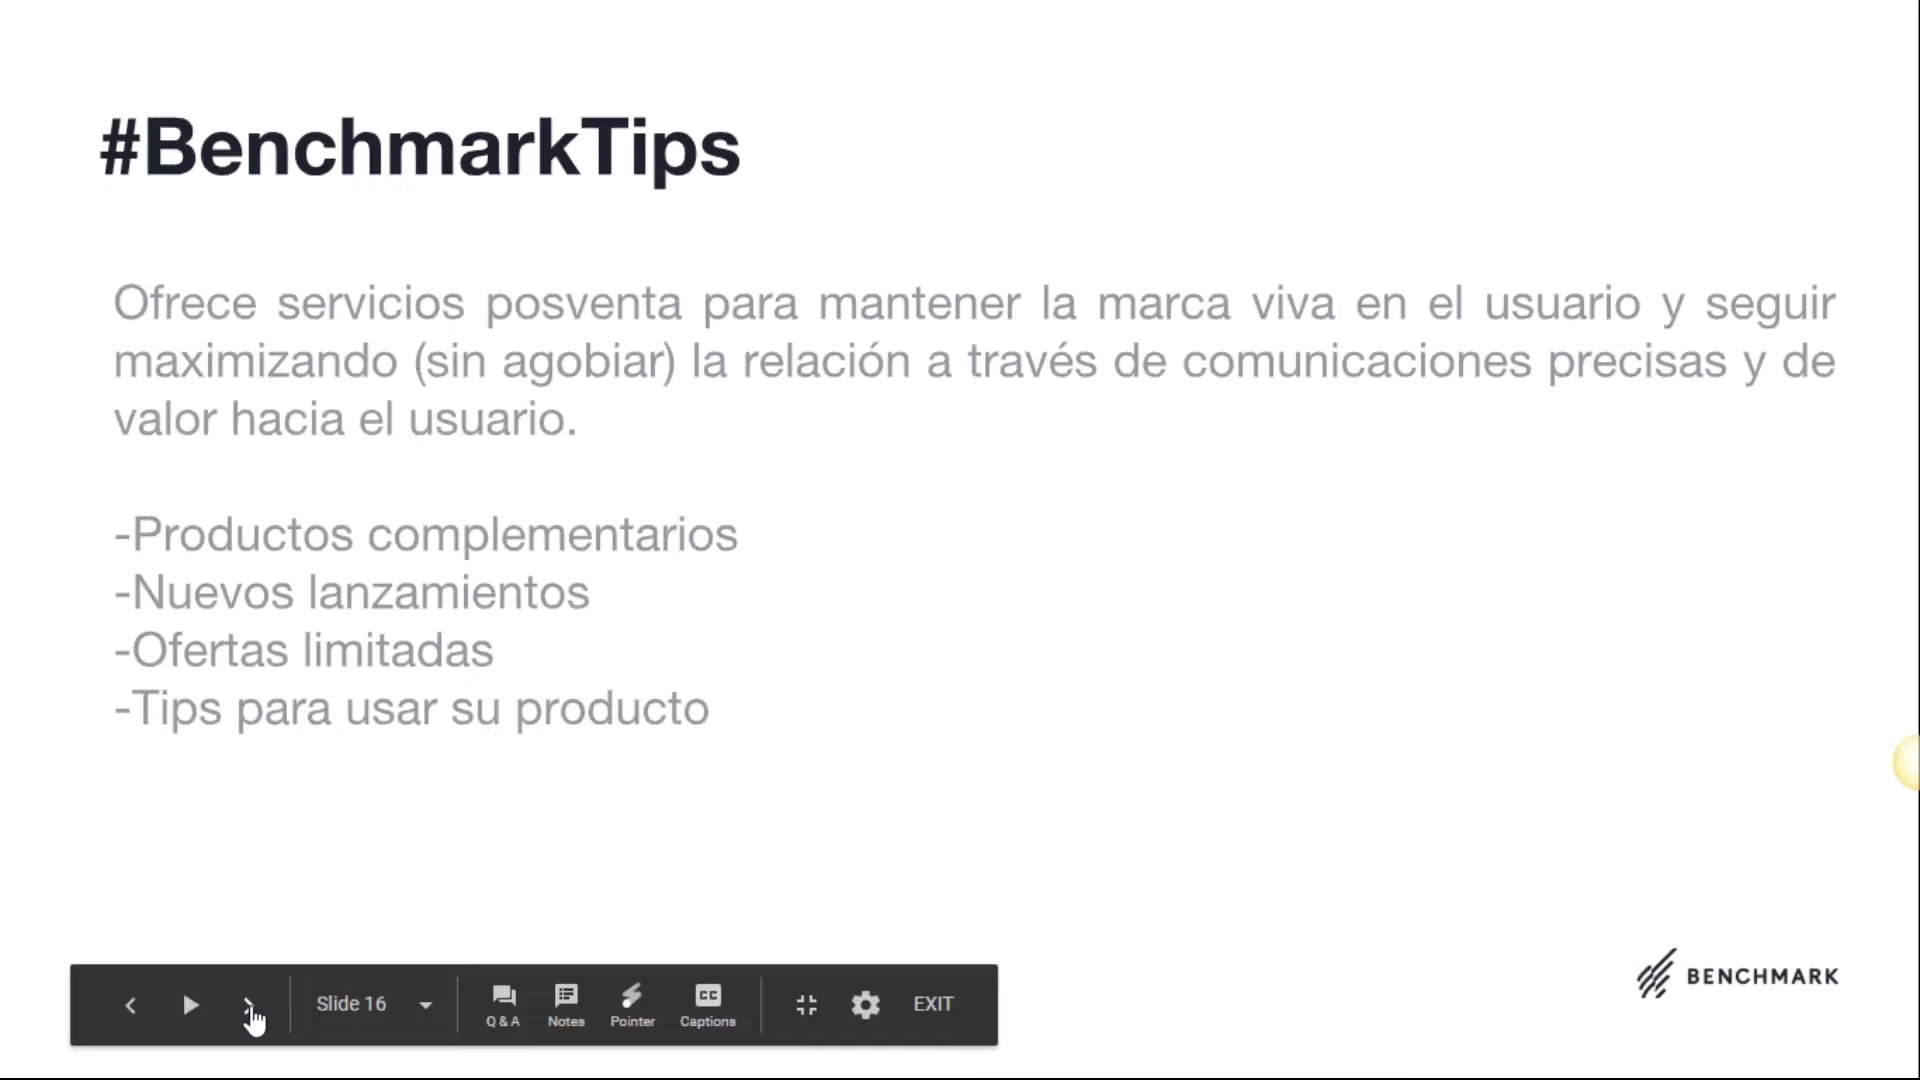 #BenchmarkTips
Ofrece servicios posventa para mantener la marca viva en el usuario y seguir
maximizando (sin agobiar) la relación a través de comunicaciones precisas y de
valor hacia el usuario.
-Productos complementarios
-Nuevos lanzamientos
-Ofertas limitadas
-Tips para usar su producto
BENCHMARK
Slide 16
Q & A
Notes
Pointer
CC
Captions
EXIT